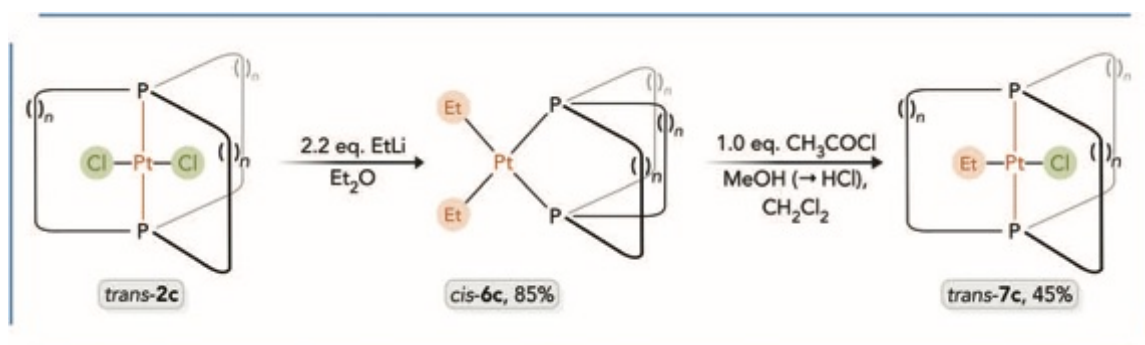 P
( )n
( )n
Cl–Pt–Cl
( )n
P
trans-2c
2.2 eq. EtLi
Et2O
Et
P
( )n
( )n
Pt
( )n
Et
P
cis-6c, 85%
1.0 eq. CH3COCl
MeOH (→ HCl),
CH2Cl2
P
( )n
( )n
Et–Pt–Cl
( )n
P
trans-7c, 45%